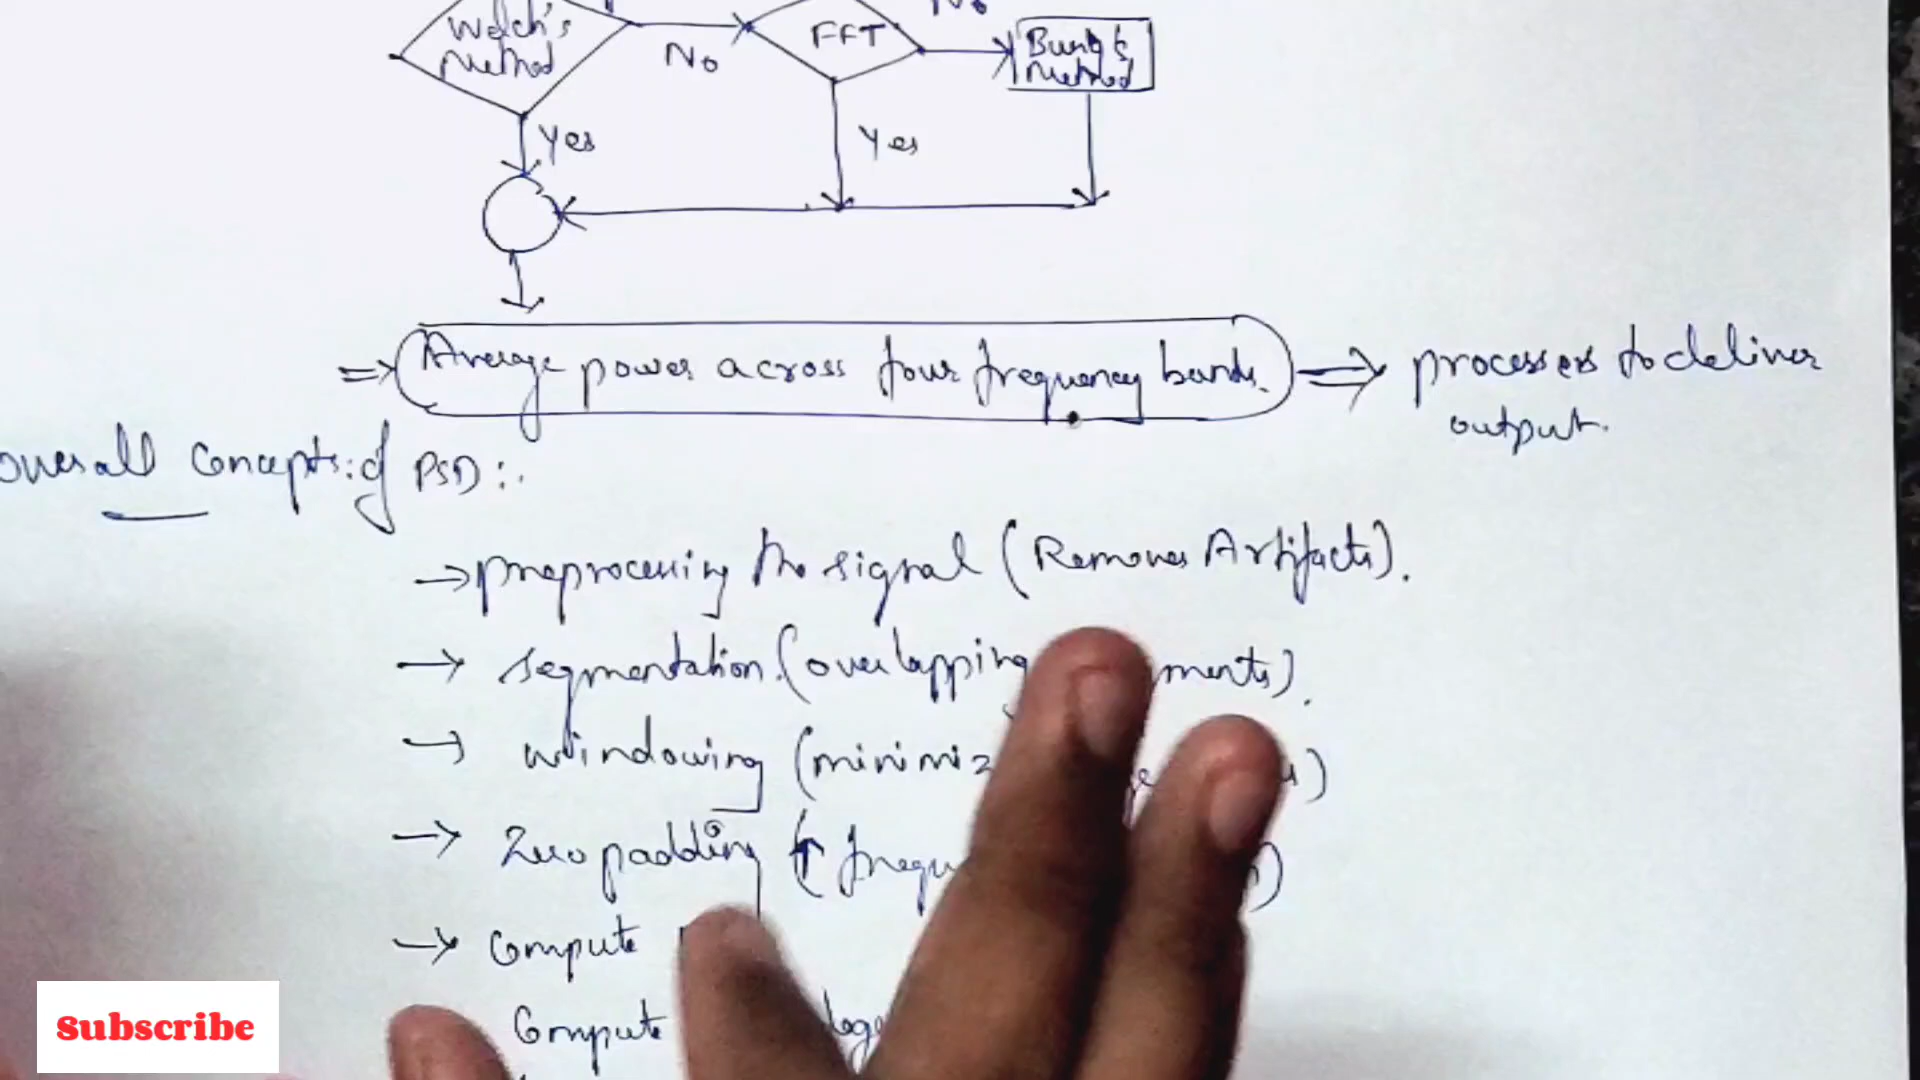 No
Welch's
Method
No
FFT
Burg's
Method
Yes
Yes
Average power across four frequency bands.
processes to deliver
output.
overall Concepts of PSD:
→ preprocessing the signal (Removes Artifacts).
→ segmentation (overlapping
→ windowing
→ Zero padding (↑
→ Compute
Compute
Subscribe